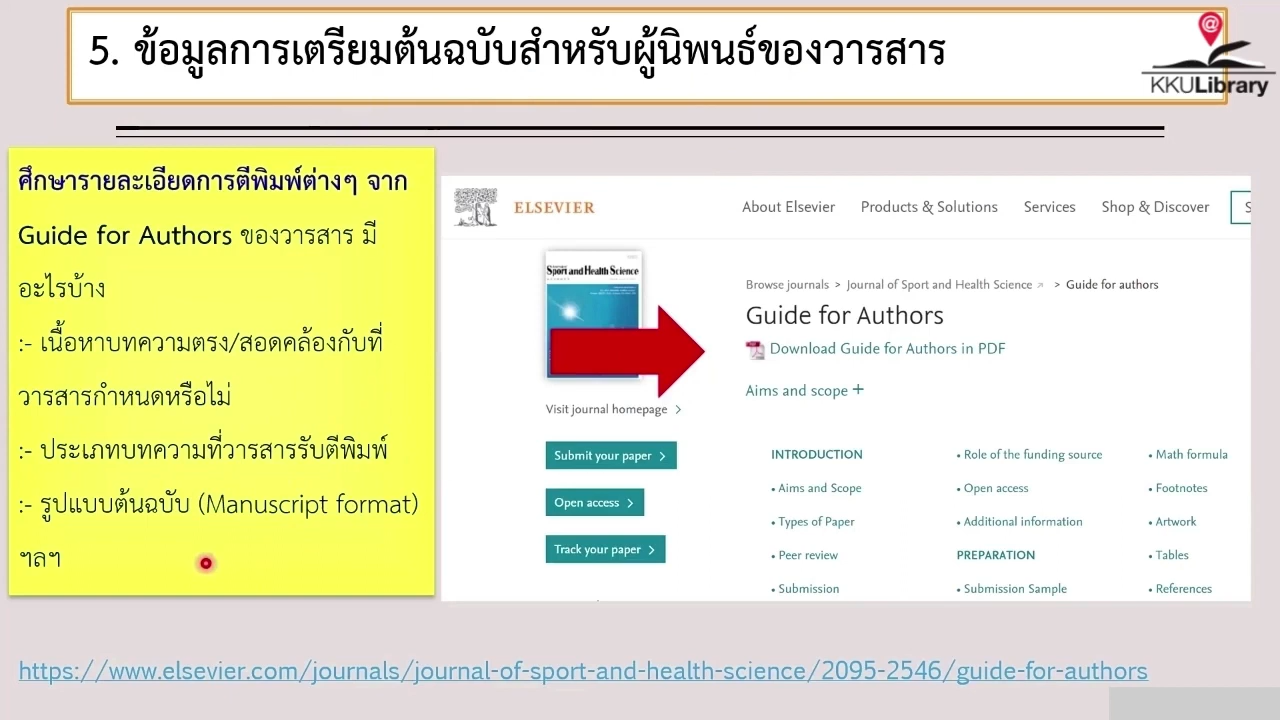 5. ข้อมูลการเตรียมต้นฉบับสำหรับผู้นิพนธ์ของวารสาร
@
KKULibrary
ศึกษารายละเอียดการตีพิมพ์ต่างๆ จาก
Guide for Authors ของวารสาร มี
อะไรบ้าง
:- เนื้อหาบทความตรง/สอดคล้องกับที่
วารสารกำหนดหรือไม่
:- ประเภทบทความที่วารสารรับตีพิมพ์
:- รูปแบบต้นฉบับ (Manuscript format)
ฯลฯ
ELSEVIER
About Elsevier Products & Solutions Services Shop & Discover S
Sport and Health Science
Browse journals > Journal of Sport and Health Science > Guide for authors
Guide for Authors
Download Guide for Authors in PDF
Aims and scope +
Visit journal homepage >
Submit your paper >
Open access >
Track your paper >
INTRODUCTION
• Aims and Scope
• Types of Paper
• Peer review
• Submission
• Role of the funding source
• Open access
• Additional information
PREPARATION
• Submission Sample
• Math formula
• Footnotes
• Artwork
• Tables
• References
https://www.elsevier.com/journals/journal-of-sport-and-health-science/2095-2546/guide-for-authors